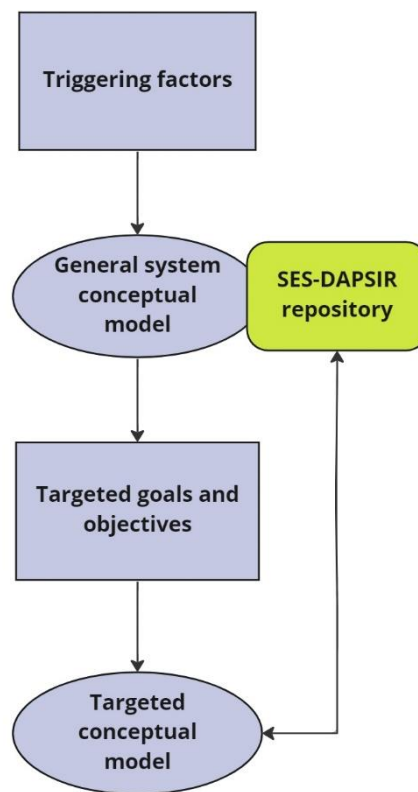 Triggering factors
General system
conceptual
model
SES-DAPSIR
repository
Targeted goals and
objectives
Targeted
conceptual
model